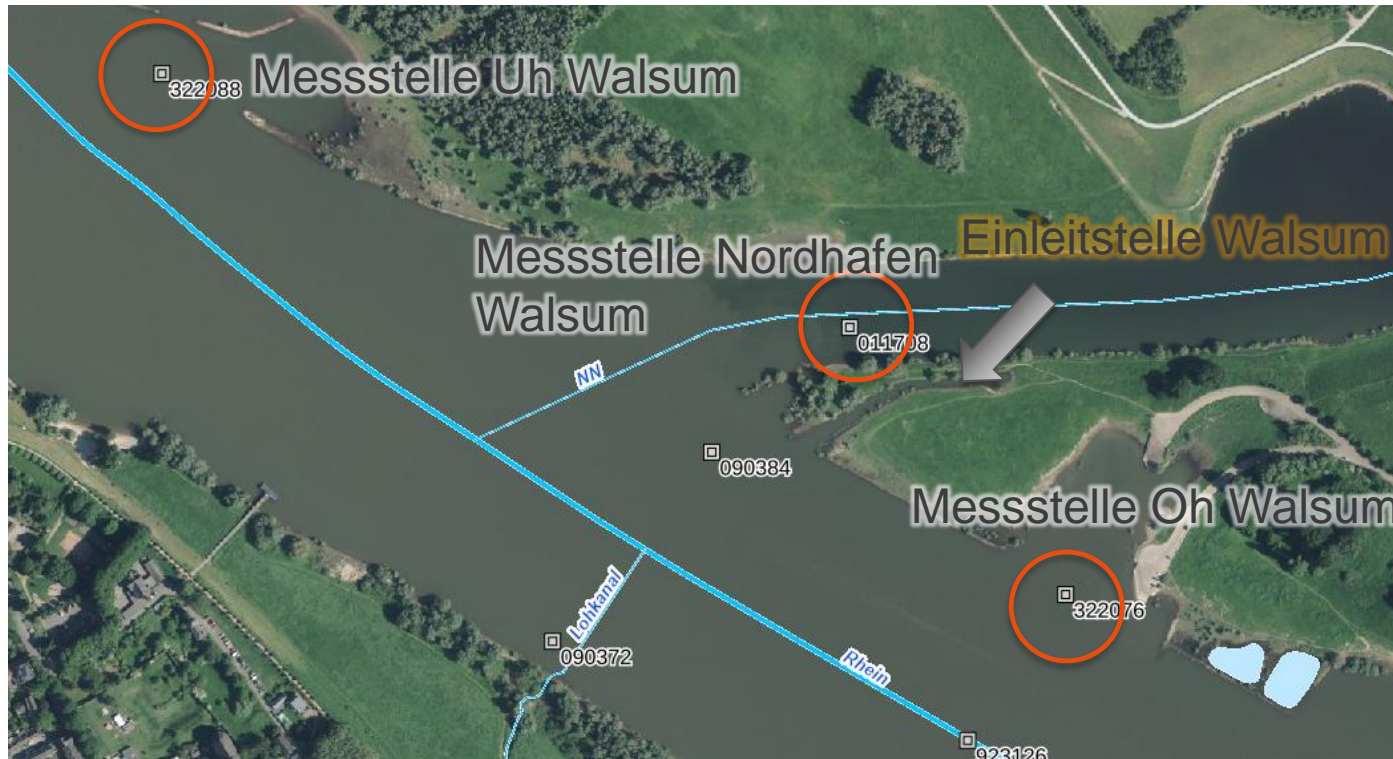 322088
Messstelle Uh Walsum
Einleitstelle Walsum
Messstelle Nordhafen
Walsum
011708
NN
090384
Messstelle Oh Walsum
322076
Lohkanal
090372
Rhein
923126